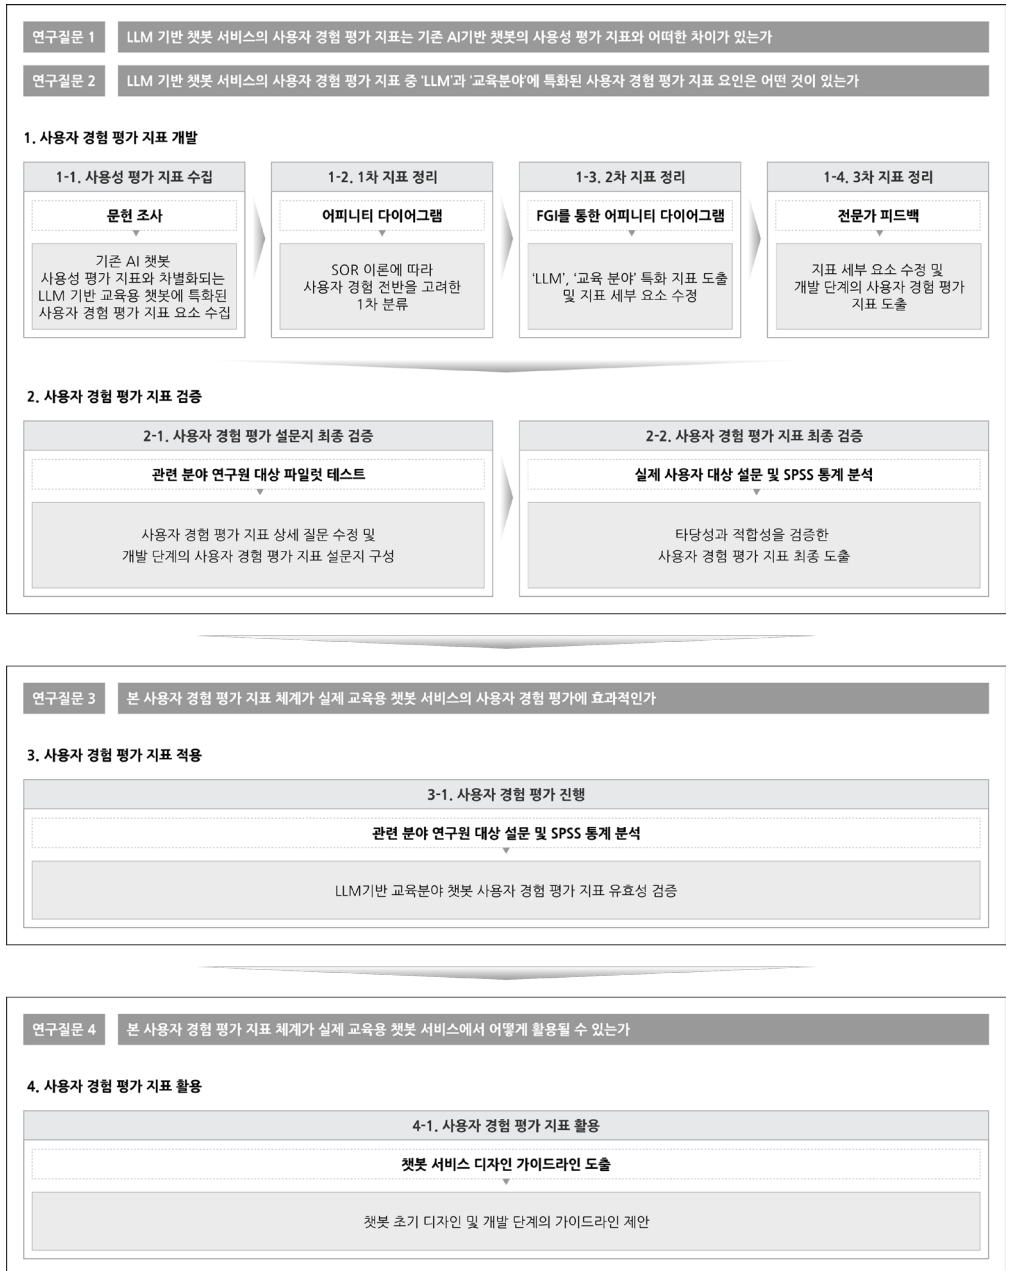 연구질문 1
LLM 기반 챗봇 서비스의 사용자 경험 평가 지표는 기존 AI기반 챗봇의 사용성 평가 지표와 어떠한 차이가 있는가
연구질문 2
LLM 기반 챗봇 서비스의 사용자 경험 평가 지표 중 'LLM'과 '교육분야'에 특화된 사용자 경험 평가 지표 요인은 어떤 것이 있는가
1. 사용자 경험 평가 지표 개발
1-1. 사용성 평가 지표 수집
문헌 조사
기존 AI 챗봇
사용성 평가 지표와 차별화되는
LLM 기반 교육용 챗봇에 특화된
사용자 경험 평가 지표 요소 수집
1-2. 1차 지표 정리
어피니티 다이어그램
SOR 이론에 따라
사용자 경험 전반을 고려한
1차 분류
1-3. 2차 지표 정리
FGI를 통한 어피니티 다이어그램
'LLM', '교육 분야' 특화 지표 도출
및 지표 세부 요소 수정
1-4. 3차 지표 정리
전문가 피드백
지표 세부 요소 수정 및
개발 단계의 사용자 경험 평가
지표 도출
2. 사용자 경험 평가 지표 검증
2-1. 사용자 경험 평가 설문지 최종 검증
관련 분야 연구원 대상 파일럿 테스트
사용자 경험 평가 지표 상세 질문 수정 및
개발 단계의 사용자 경험 평가 지표 설문지 구성
2-2. 사용자 경험 평가 지표 최종 검증
실제 사용자 대상 설문 및 SPSS 통계 분석
타당성과 적합성을 검증한
사용자 경험 평가 지표 최종 도출
연구질문 3
본 사용자 경험 평가 지표 체계가 실제 교육용 챗봇 서비스의 사용자 경험 평가에 효과적인가
3. 사용자 경험 평가 지표 적용
3-1. 사용자 경험 평가 진행
관련 분야 연구원 대상 설문 및 SPSS 통계 분석
LLM기반 교육분야 챗봇 사용자 경험 평가 지표 유효성 검증
연구질문 4
본 사용자 경험 평가 지표 체계가 실제 교육용 챗봇 서비스에서 어떻게 활용될 수 있는가
4. 사용자 경험 평가 지표 활용
4-1. 사용자 경험 평가 지표 활용
챗봇 서비스 디자인 가이드라인 도출
챗봇 초기 디자인 및 개발 단계의 가이드라인 제안